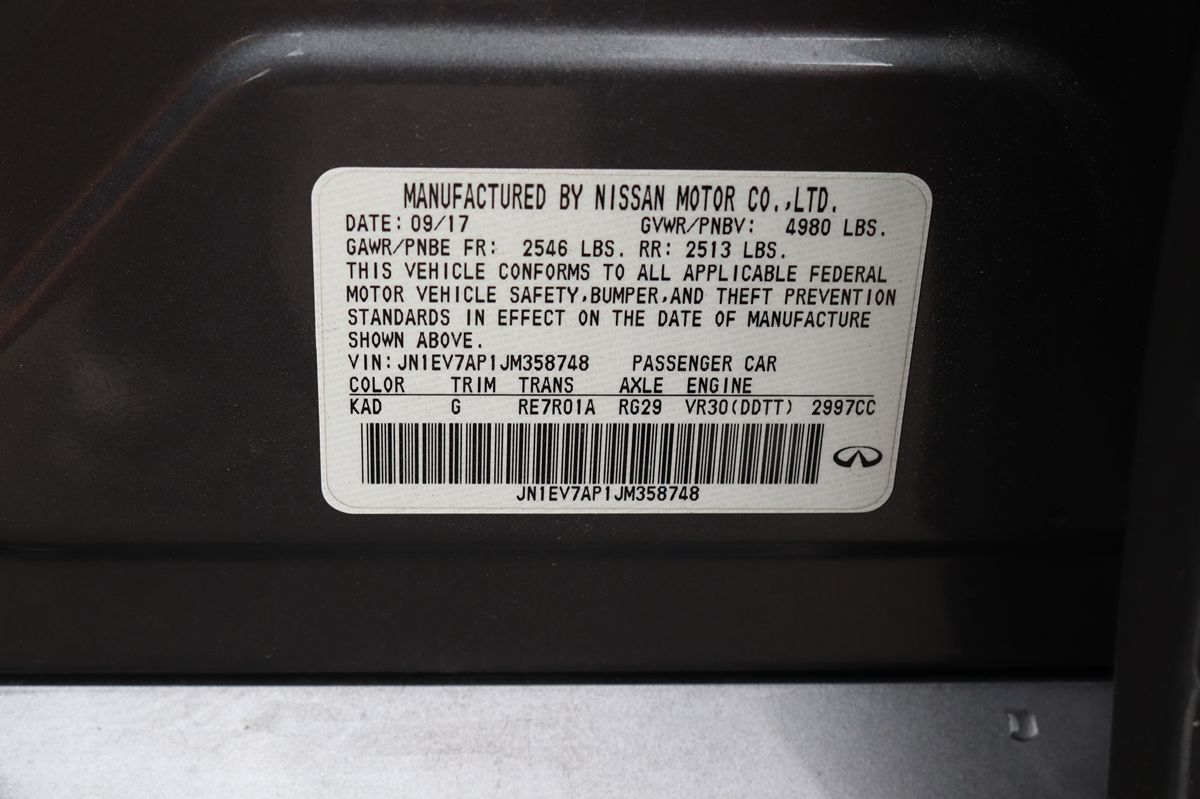 MANUFACTURED BY NISSAN MOTOR CO.,LTD.
DATE: 09/17 GVWR/PNBV: 4980 LBS.
GAWR/PNBE FR: 2546 LBS. RR: 2513 LBS.
THIS VEHICLE CONFORMS TO ALL APPLICABLE FEDERAL
MOTOR VEHICLE SAFETY,BUMPER,AND THEFT PREVENTION
STANDARDS IN EFFECT ON THE DATE OF MANUFACTURE
SHOWN ABOVE.
VIN: JN1EV7AP1JM358748 PASSENGER CAR
COLOR TRIM TRANS AXLE ENGINE
KAD G RE7R01A RG29 VR30(DDTT) 2997CC
JN1EV7AP1JM358748